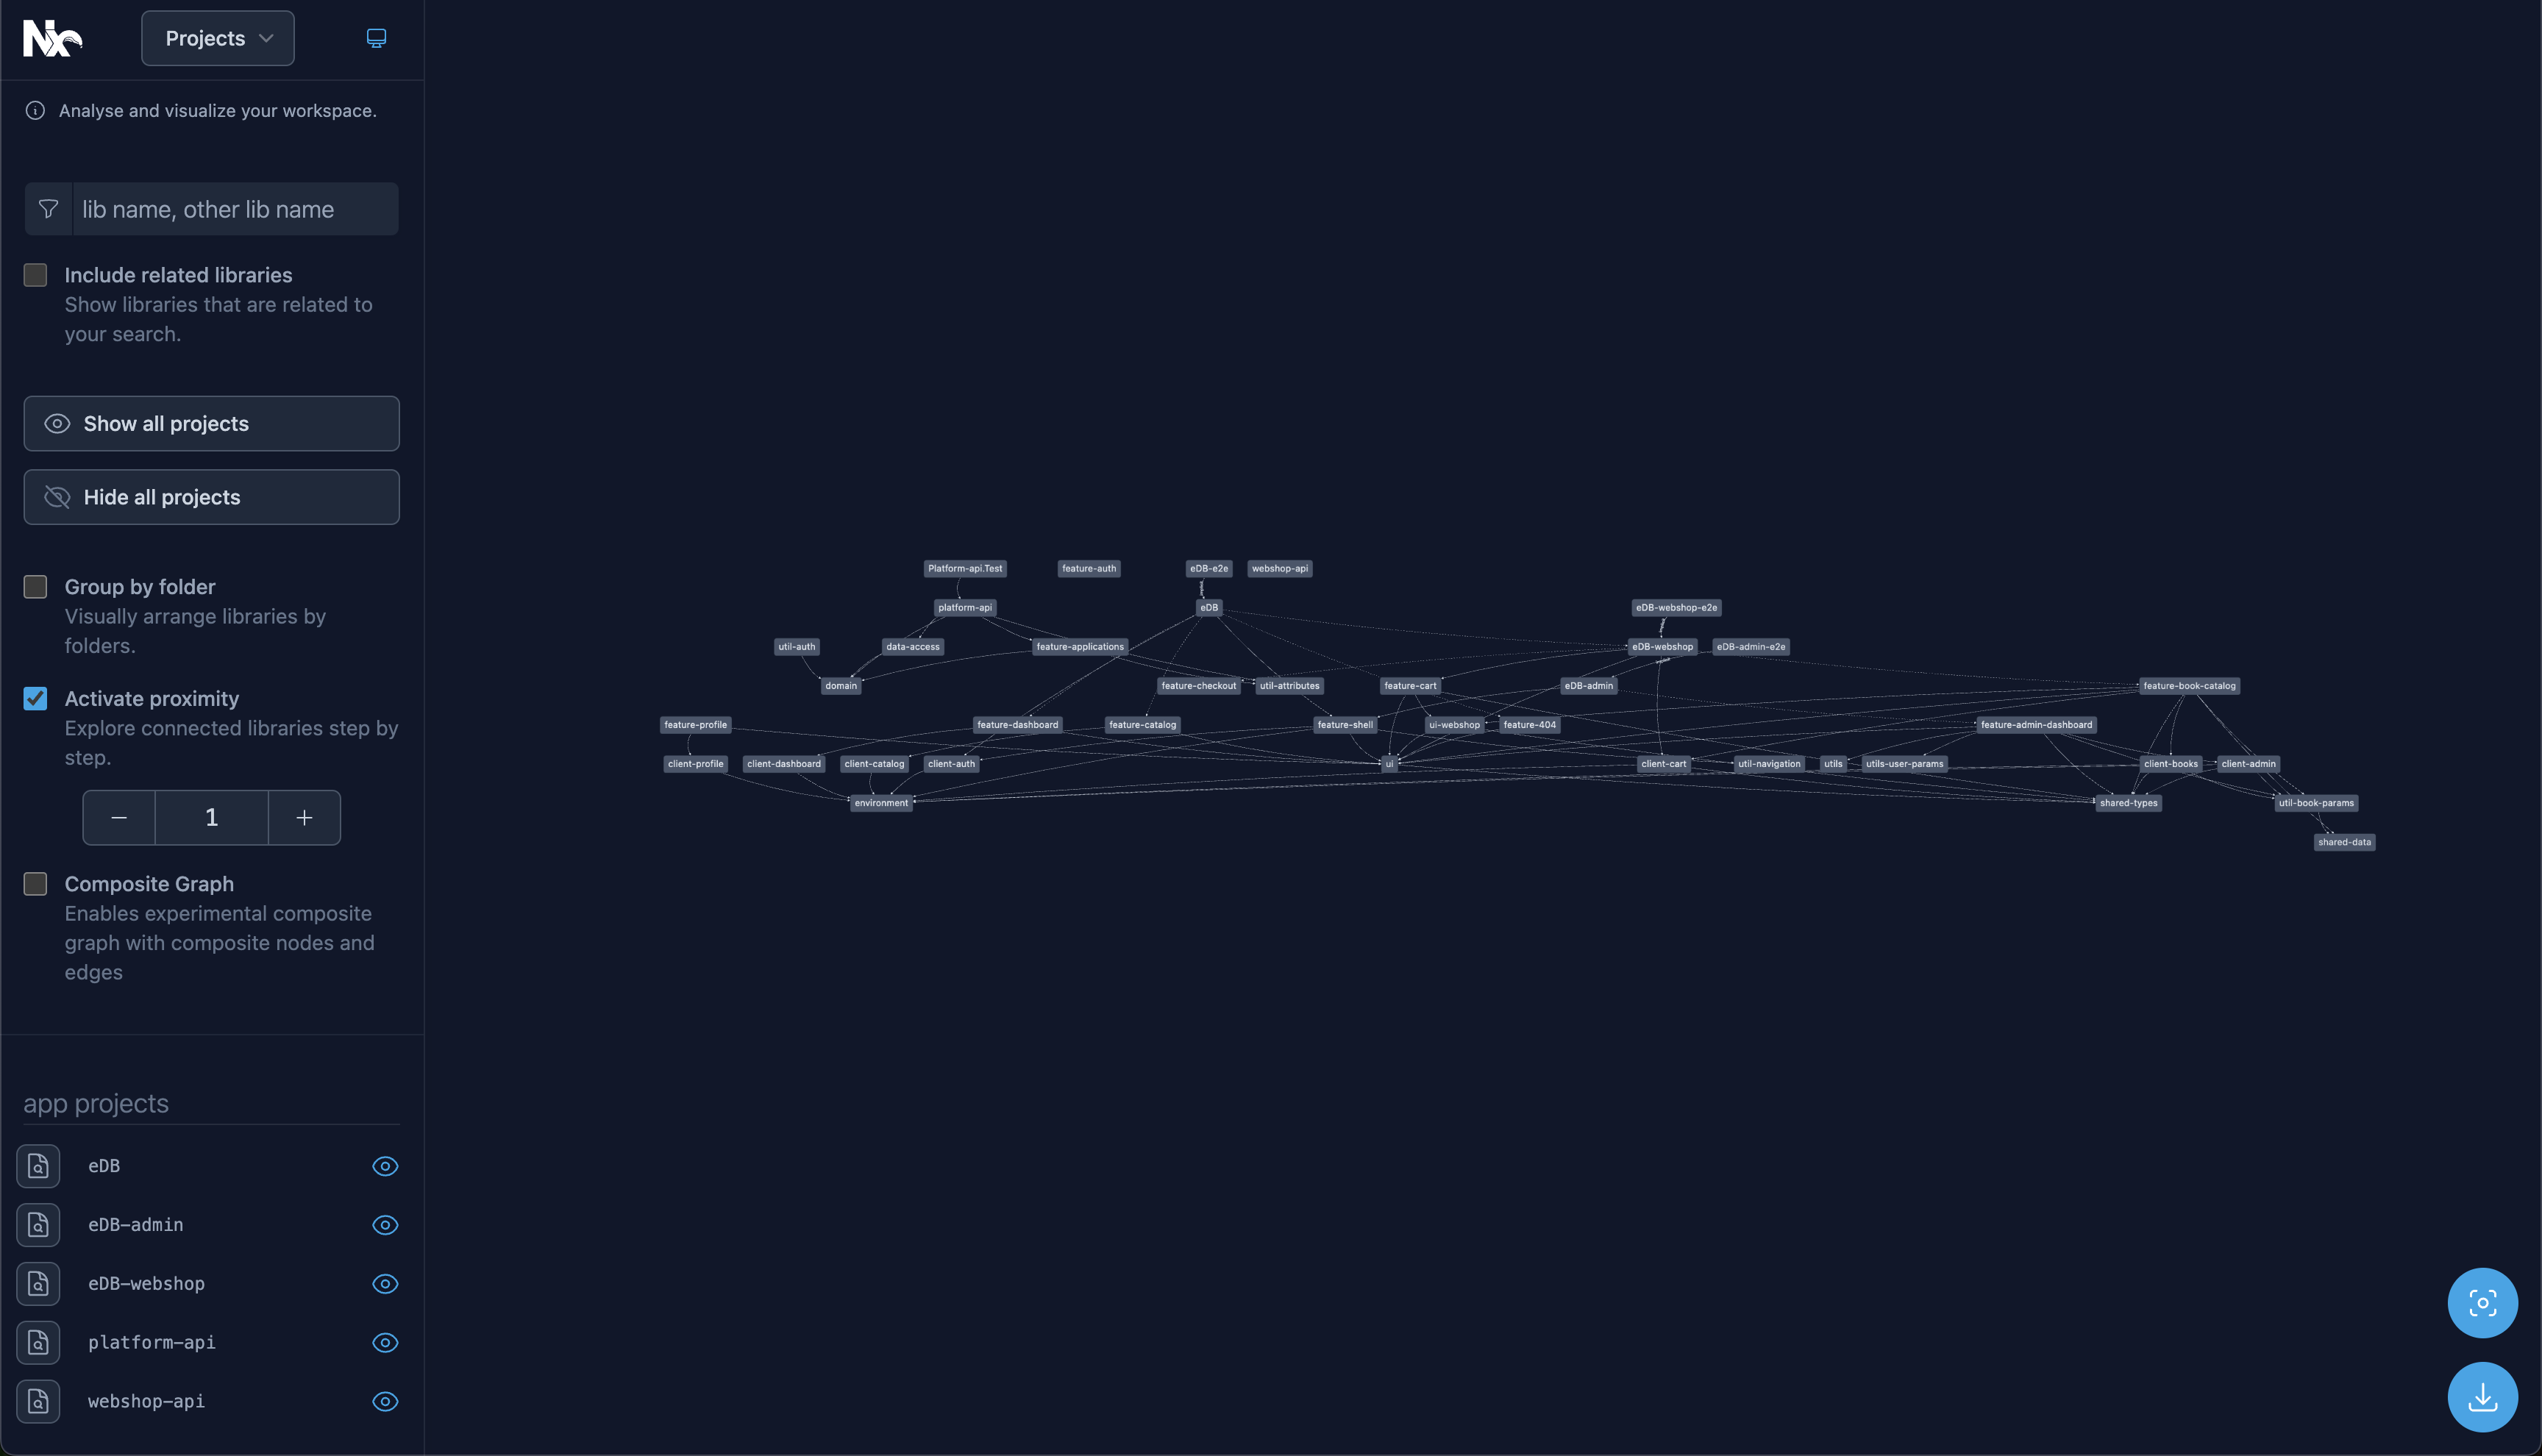 Nx
Projects
Analyse and visualize your workspace.
lib name, other lib name
Include related libraries
Show libraries that are related to
your search.
Show all projects
Hide all projects
Group by folder
Visually arrange libraries by
folders.
Activate proximity
Explore connected libraries step by
step.
1
Composite Graph
Enables experimental composite
graph with composite nodes and
edges
app projects
eDB
eDB-admin
eDB-webshop
platform-api
webshop-api
Platform-api.Test feature-auth eDB-e2e webshop-api
platform-api eDB eDB-webshop-e2e
util-auth data-access feature-applications eDB-webshop eDB-admin-e2e
domain feature-checkout util-attributes feature-cart eDB-admin feature-book-catalog
feature-profile feature-dashboard feature-catalog feature-shell ui-webshop feature-404 feature-admin-dashboard
client-profile client-dashboard client-catalog client-auth ui client-cart util-navigation utils utils-user-params client-books client-admin
environment shared-types util-book-params
shared-data